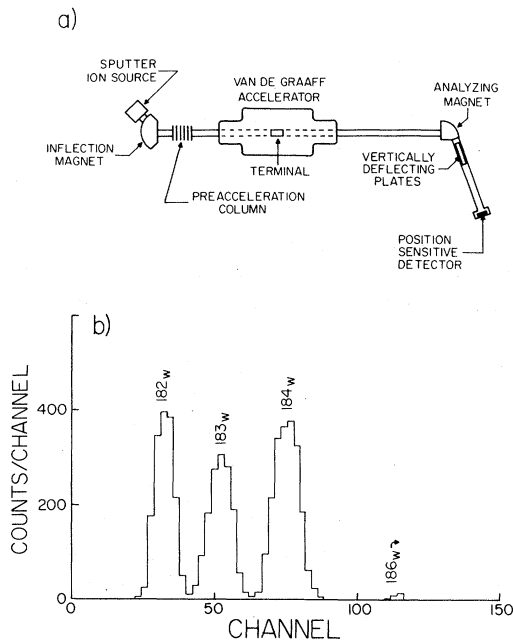 a)
SPUTTER
ION SOURCE
VAN DE GRAAFF
ACCELERATOR
ANALYZING
MAGNET
INFLECTION
MAGNET
TERMINAL
VERTICALLY
DEFLECTING
PLATES
PREACCELERATION
COLUMN
POSITION
SENSITIVE
DETECTOR
b)
COUNTS/CHANNEL
400
200
0
182W
183W
184W
186W
0
50
100
150
CHANNEL